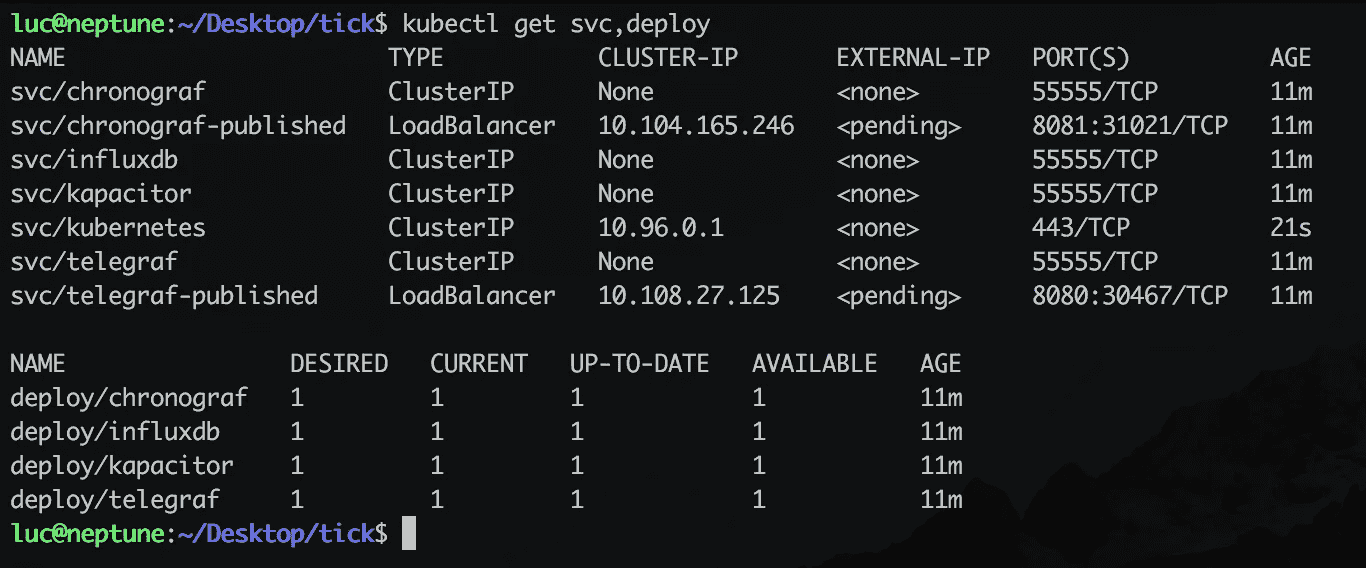 luc@neptune:~/Desktop/tick$ kubectl get svc,deploy
NAME TYPE CLUSTER-IP EXTERNAL-IP PORT(S) AGE
svc/chronograf ClusterIP None <none> 55555/TCP 11m
svc/chronograf-published LoadBalancer 10.104.165.246 <pending> 8081:31021/TCP 11m
svc/influxdb ClusterIP None <none> 55555/TCP 11m
svc/kapacitor ClusterIP None <none> 55555/TCP 11m
svc/kubernetes ClusterIP 10.96.0.1 <none> 443/TCP 21s
svc/telegraf ClusterIP None <none> 55555/TCP 11m
svc/telegraf-published LoadBalancer 10.108.27.125 <pending> 8080:30467/TCP 11m
NAME DESIRED CURRENT UP-TO-DATE AVAILABLE AGE
deploy/chronograf 1 1 1 1 11m
deploy/influxdb 1 1 1 1 11m
deploy/kapacitor 1 1 1 1 11m
deploy/telegraf 1 1 1 1 11m
luc@neptune:~/Desktop/tick$